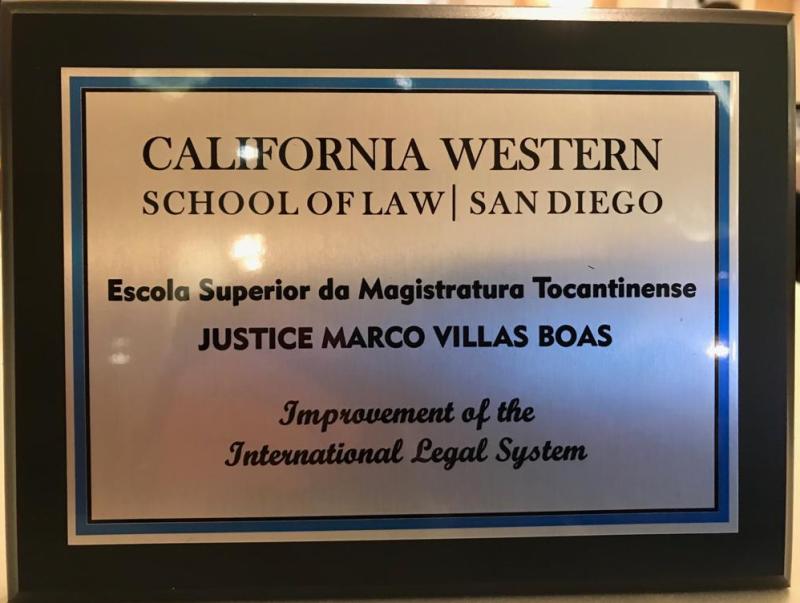 CALIFORNIA WESTERN
SCHOOL OF LAW | SAN DIEGO
Escola Superior da Magistratura Tocantinense
JUSTICE MARCO VILLAS BOAS
Improvement of the
International Legal System